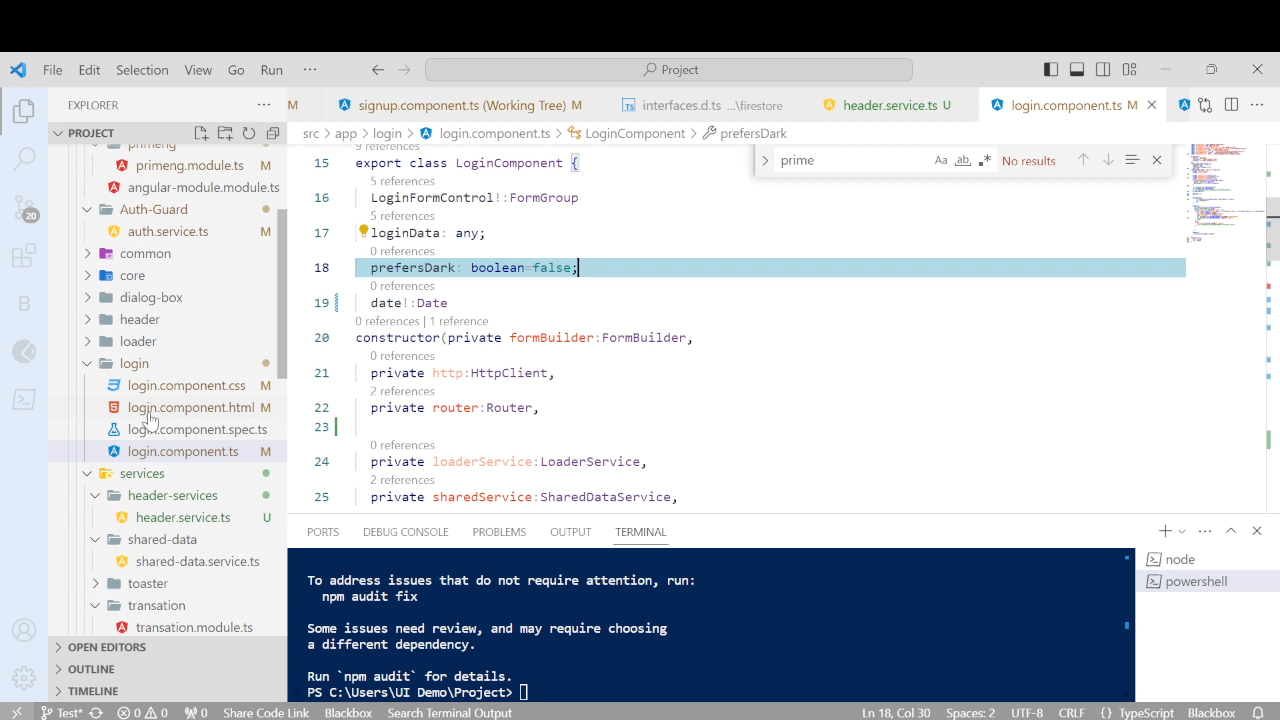 File Edit Selection View Go Run ··· Project
EXPLORER ···
PROJECT
primeng
primeng.module.ts M
angular-module.module.ts
Auth-Guard
auth.service.ts M
common
core
dialog-box
header
loader
login
login.component.css M
login.component.html M
login.component.spec.ts
login.component.ts M
services
header-services
header.service.ts U
shared-data
shared-data.service.ts
toaster
transation
transation.module.ts
OPEN EDITORS
OUTLINE
TIMELINE
20
B
M signup.component.ts (Working Tree) M interfaces.d.ts ...\firestore header.service.ts U login.component.ts M
src > app > login > login.component.ts > LoginComponent > prefersDark
prime Aa ab .* No results
9 references
15 export class LoginComponent {
5 references
16 LoginFormControl :FormGroup
5 references
17 loginData: any;
0 references
18 prefersDark: boolean=false;
0 references
19 date!:Date
0 references | 1 reference
20 constructor(private formBuilder:FormBuilder,
0 references
21 private http:HttpClient,
2 references
22 private router:Router,
23
0 references
24 private loaderService:LoaderService,
2 references
25 private sharedService:SharedDataService,
PORTS DEBUG CONSOLE PROBLEMS OUTPUT TERMINAL
To address issues that do not require attention, run:
npm audit fix
Some issues need review, and may require choosing
a different dependency.
Run `npm audit` for details.
PS C:\Users\UI Demo\Project>
node
powershell
Test* 0 0 0 Share Code Link Blackbox Search Terminal Output Ln 18, Col 30 Spaces: 2 UTF-8 CRLF {} TypeScript Blackbox